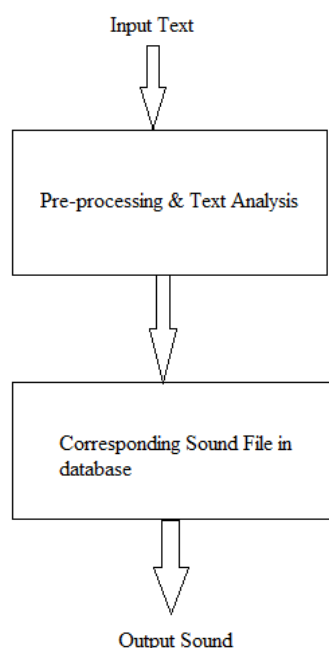 Input Text
Pre-processing & Text Analysis
Corresponding Sound File in
database
Output Sound